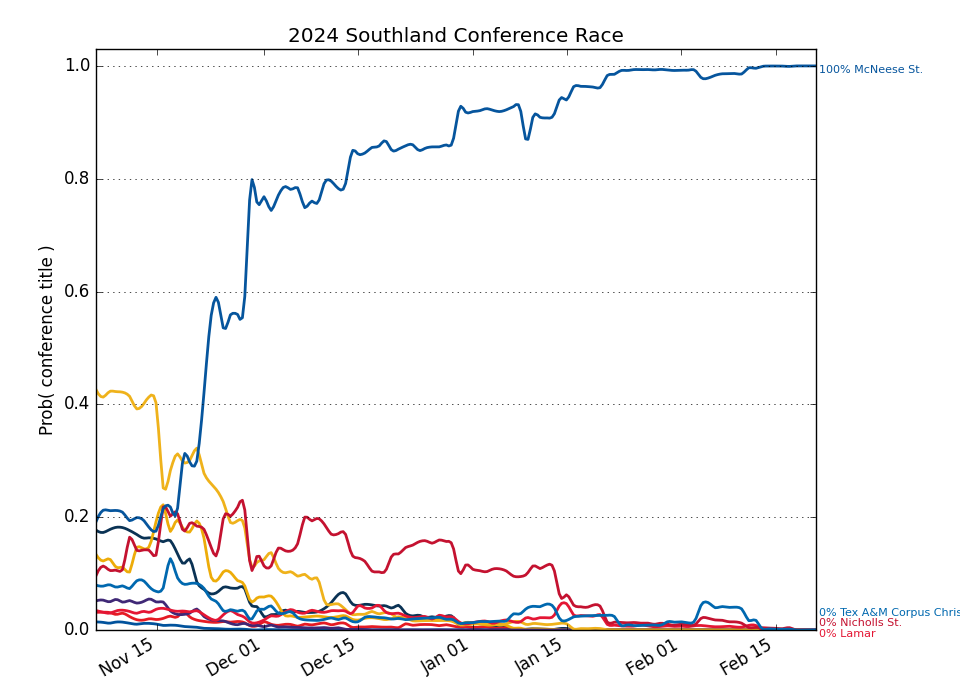 2024 Southland Conference Race
Prob( conference title )
1.0
0.8
0.6
0.4
0.2
0.0
100% McNeese St.
0% Tex A&M Corpus Chris
0% Nicholls St.
0% Lamar
Nov 15
Dec 01
Dec 15
Jan 01
Jan 15
Feb 01
Feb 15